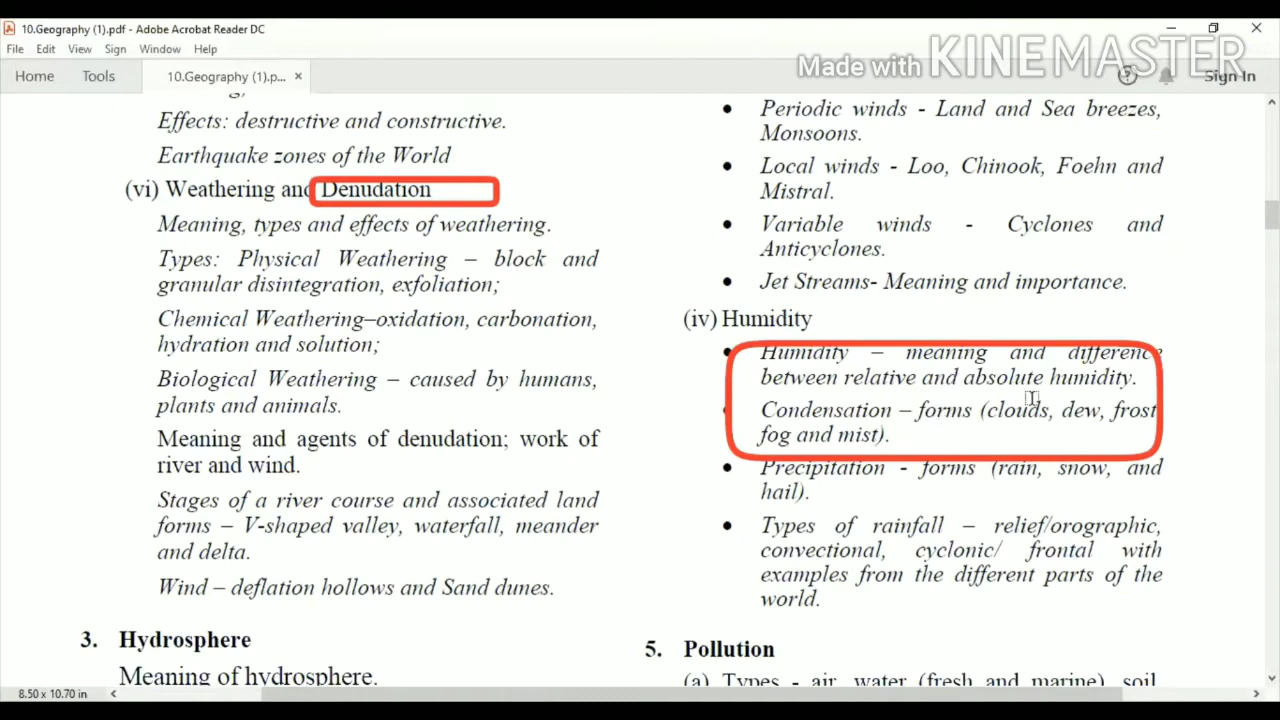 10.Geography (1).pdf - Adobe Acrobat Reader DC
File Edit View Sign Window Help
Made with KINEMASTER
Home Tools 10.Geography (1).p... × Sign In
Effects: destructive and constructive.
Earthquake zones of the World
(vi) Weathering and Denudation
Meaning, types and effects of weathering.
Types: Physical Weathering – block and
granular disintegration, exfoliation;
Chemical Weathering–oxidation, carbonation,
hydration and solution;
Biological Weathering – caused by humans,
plants and animals.
Meaning and agents of denudation; work of
river and wind.
Stages of a river course and associated land
forms – V-shaped valley, waterfall, meander
and delta.
Wind – deflation hollows and Sand dunes.
3. Hydrosphere
Meaning of hydrosphere.
• Periodic winds - Land and Sea breezes,
Monsoons.
• Local winds - Loo, Chinook, Foehn and
Mistral.
• Variable winds - Cyclones and
Anticyclones.
• Jet Streams- Meaning and importance.
(iv) Humidity
• Humidity – meaning and difference
between relative and absolute humidity.
Condensation – forms (clouds, dew, frost
fog and mist).
• Precipitation - forms (rain, snow, and
hail).
• Types of rainfall – relief/orographic,
convectional, cyclonic/ frontal with
examples from the different parts of the
world.
5. Pollution
(a) Types - air, water (fresh and marine), soil,
8.50 x 10.70 in